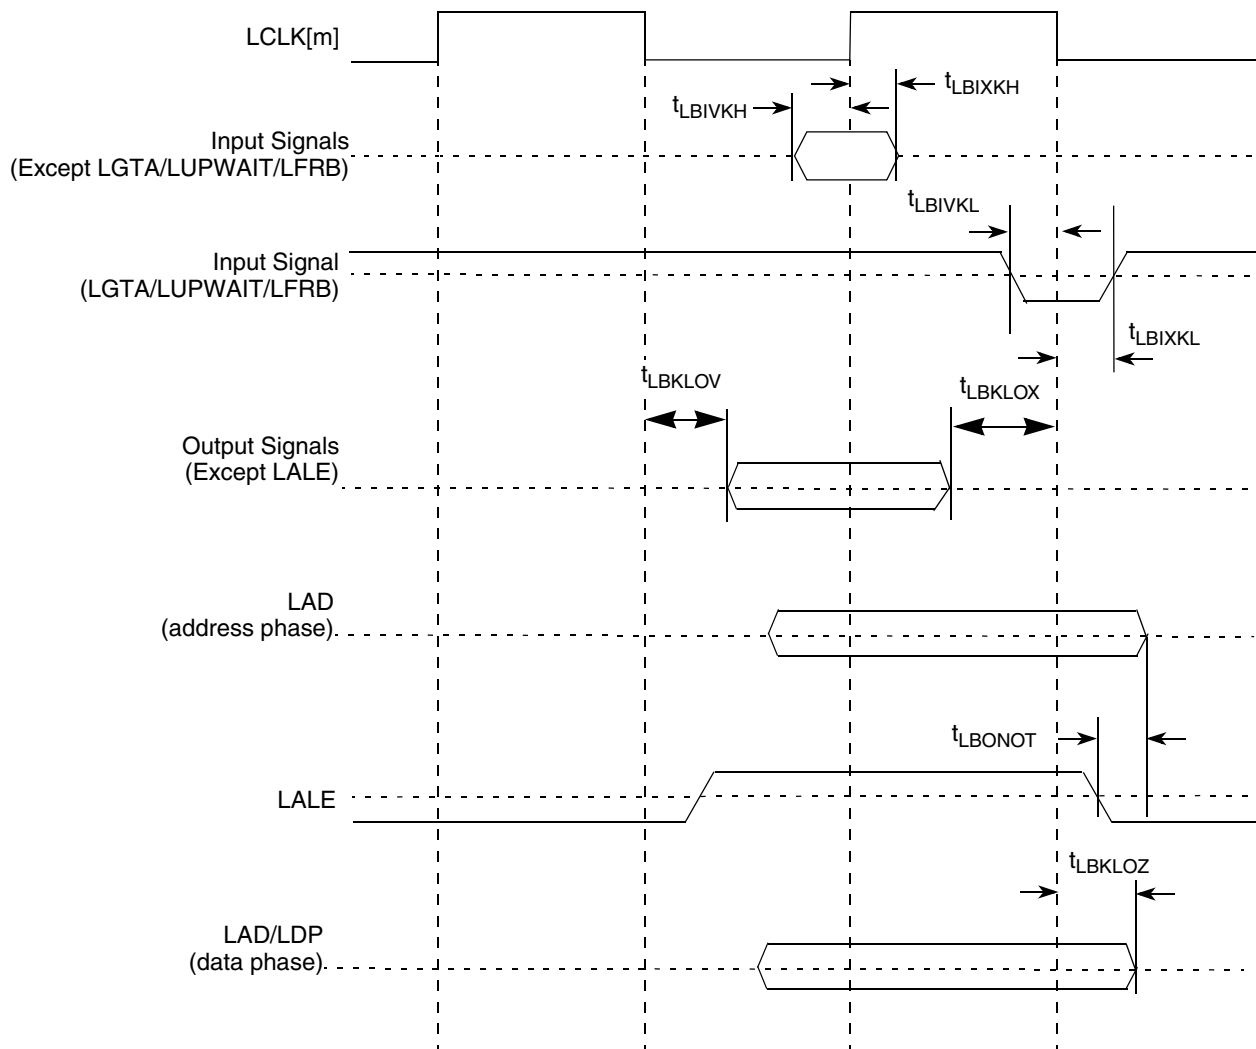 LCLK[m]
tLBIXKH
tLBIVKH
Input Signals
(Except LGTA/LUPWAIT/LFRB)
tLBIVKL
Input Signal
(LGTA/LUPWAIT/LFRB)
tLBIXKL
tLBKLOV
tLBKLOX
Output Signals
(Except LALE)
LAD
(address phase)
tLBONOT
LALE
tLBKLOZ
LAD/LDP
(data phase)